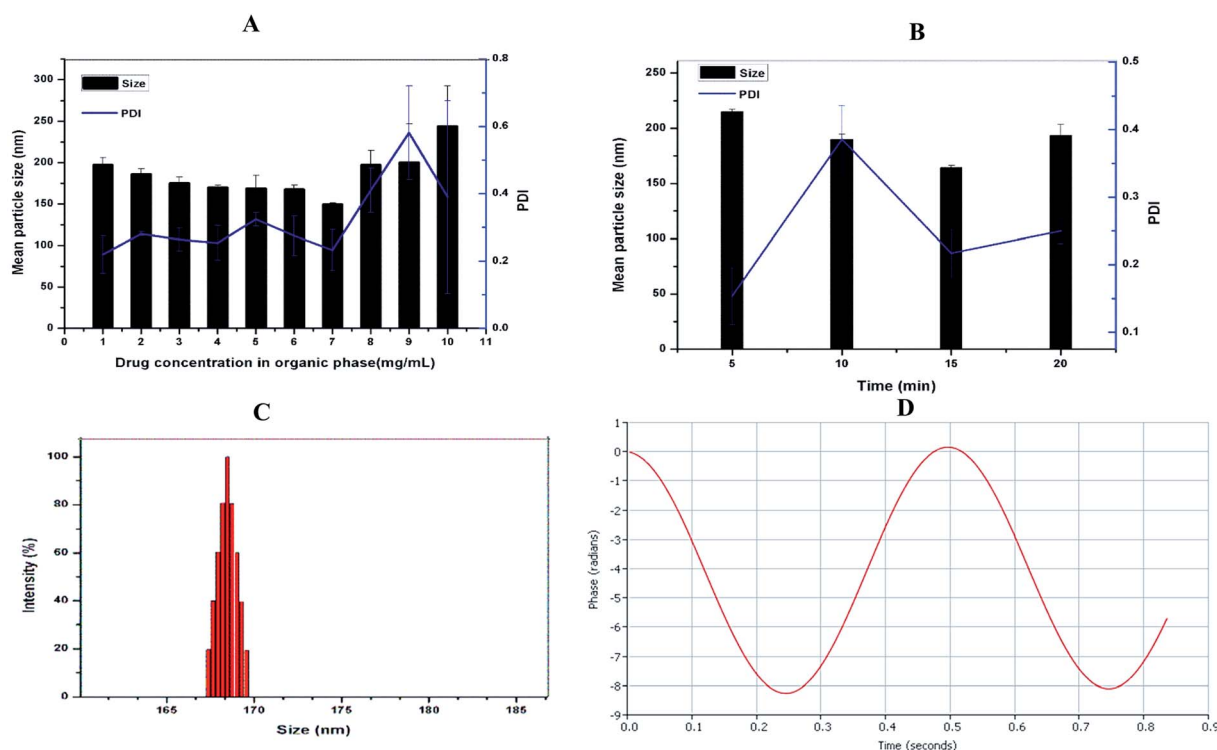 A
Mean particle size (nm)
300
250
200
150
100
50
0
Size
PDI
0.8
0.6
0.4
0.2
0.0
PDI
0 1 2 3 4 5 6 7 8 9 10 11
Drug concentration in organic phase(mg/mL)
B
Mean particle size (nm)
250
200
150
100
50
0
Size
PDI
0.5
0.4
0.3
0.2
0.1
PDI
5 10 15 20
Time (min)
C
Intensity (%)
100
80
60
40
20
0
165 170 180 185
Size (nm)
D
Phase (radians)
1
0
-1
-2
-3
-4
-5
-6
-7
-8
-9
0.0 0.1 0.2 0.3 0.4 0.5 0.6 0.7 0.8 0.9
Time (seconds)